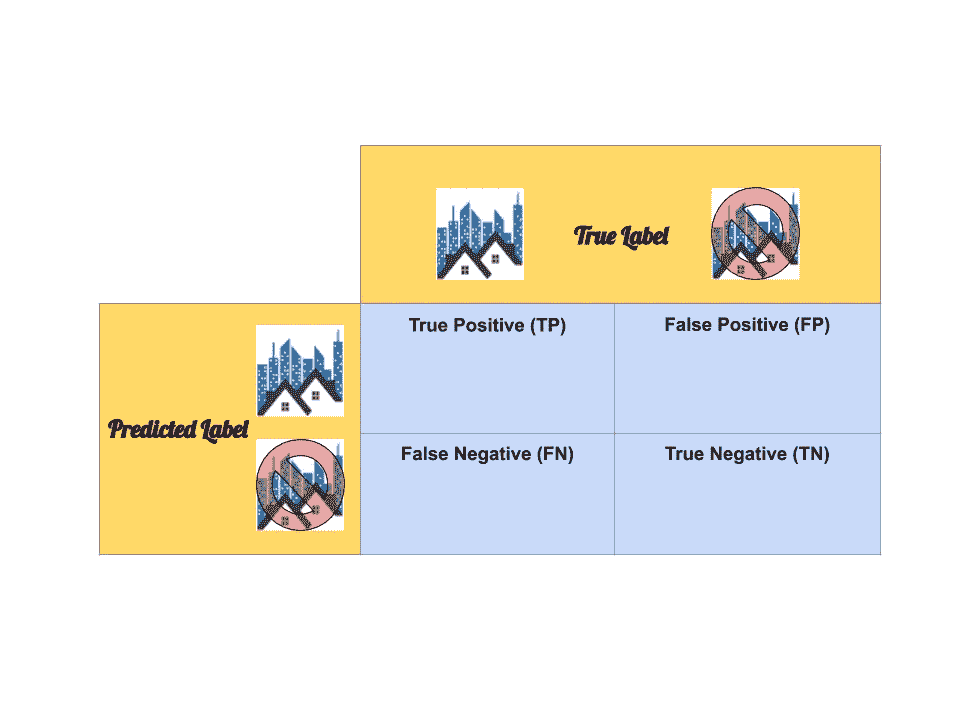 True Label
True Positive (TP)
False Positive (FP)
Predicted Label
False Negative (FN)
True Negative (TN)